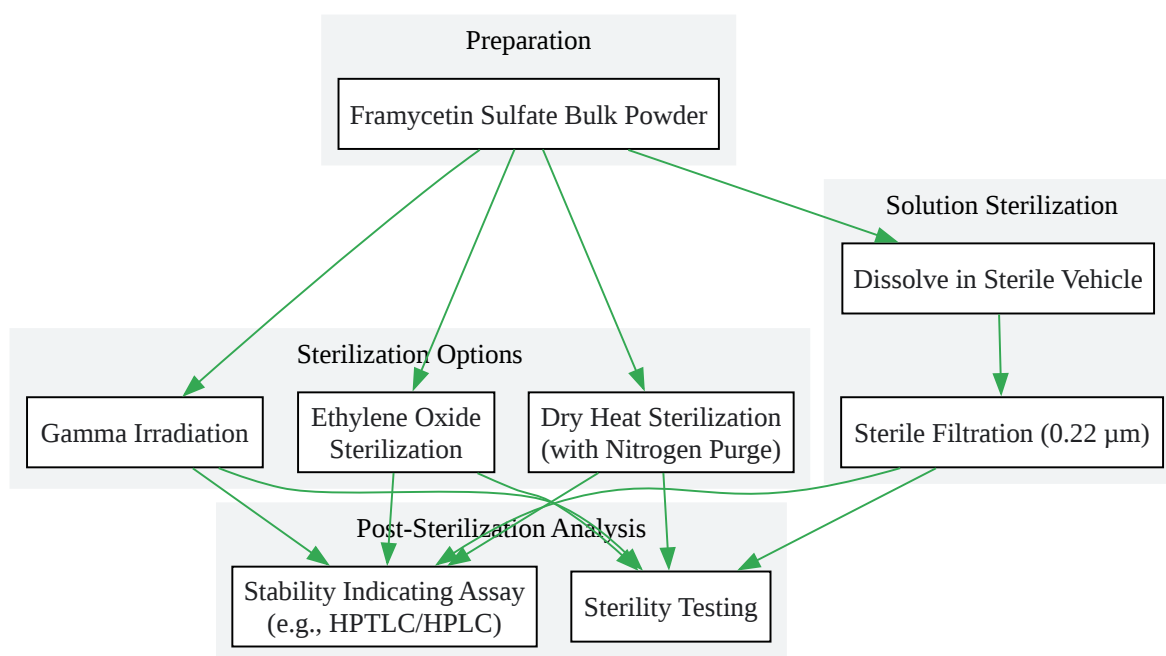 Preparation
Framycetin Sulfate Bulk Powder
Solution Sterilization
Dissolve in Sterile Vehicle
Sterilization Options
Gamma Irradiation
Ethylene Oxide
Sterilization
Dry Heat Sterilization
(with Nitrogen Purge)
Sterile Filtration (0.22 µm)
Post-Sterilization Analysis
Stability Indicating Assay
(e.g., HPTLC/HPLC)
Sterility Testing